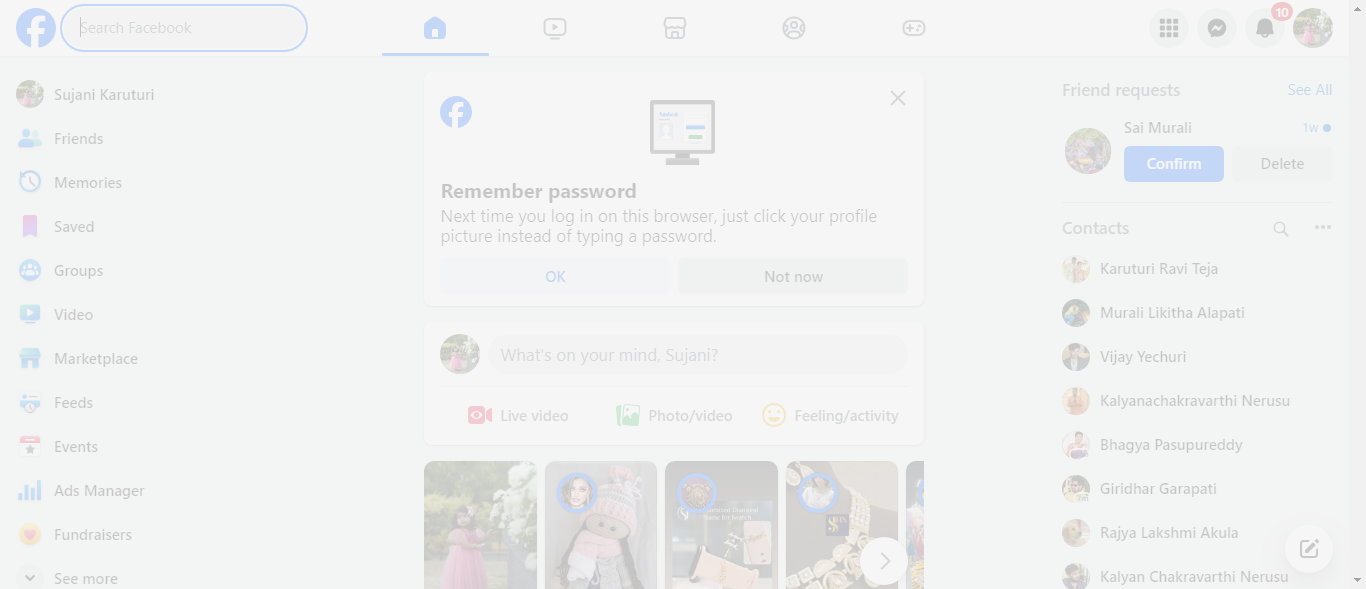 Search Facebook
10
Sujani Karuturi
Friends
Memories
Saved
Groups
Video
Marketplace
Feeds
Events
Ads Manager
Fundraisers
See more
Remember password
Next time you log in on this browser, just click your profile
picture instead of typing a password.
OK
Not now
What's on your mind, Sujani?
Live video
Photo/video
Feeling/activity
Friend requests
See All
Sai Murali
1w
Confirm
Delete
Contacts
Karuturi Ravi Teja
Murali Likitha Alapati
Vijay Yechuri
Kalyanachakravarthi Nerusu
Bhagya Pasupureddy
Giridhar Garapati
Rajya Lakshmi Akula
Kalyan Chakravarthi Nerusu